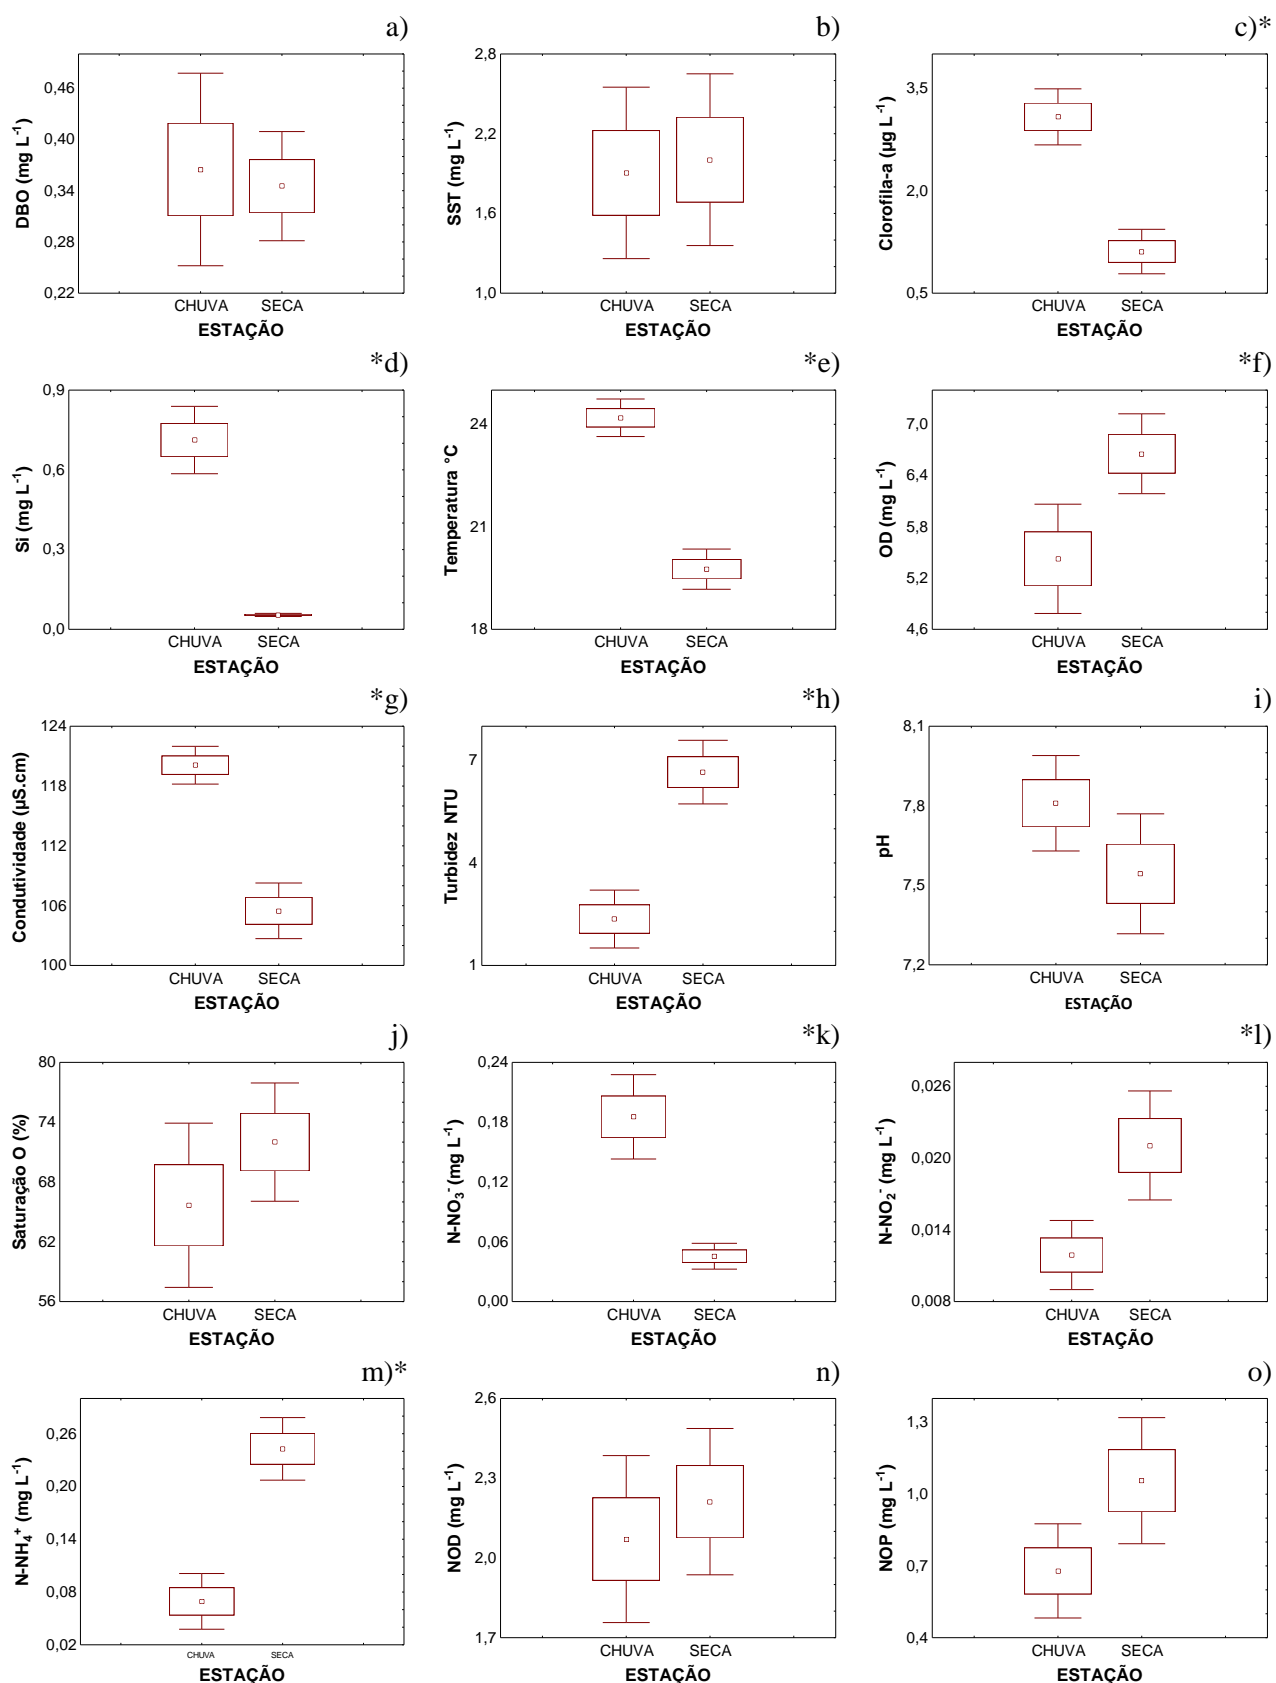 a)
DBO (mg L-1)
0,46
0,40
0,34
0,28
0,22
CHUVA SECA
ESTAÇÃO
b)
SST (mg L-1)
2,8
2,2
1,6
1,0
CHUVA SECA
ESTAÇÃO
c)*
Clorofila-a (µg L-1)
3,5
2,0
0,5
CHUVA SECA
ESTAÇÃO
*d)
Si (mg L-1)
0,9
0,6
0,3
0,0
CHUVA SECA
ESTAÇÃO
*e)
Temperatura °C
24
21
18
CHUVA SECA
ESTAÇÃO
*f)
OD (mg L-1)
7,0
6,4
5,8
5,2
4,6
CHUVA SECA
ESTAÇÃO
*g)
Condutividade (µS.cm)
124
118
112
106
100
CHUVA SECA
ESTAÇÃO
*h)
Turbidez NTU
7
4
1
CHUVA SECA
ESTAÇÃO
i)
pH
8,1
7,8
7,5
7,2
CHUVA SECA
ESTAÇÃO
j)
Saturação O (%)
80
74
68
62
56
CHUVA SECA
ESTAÇÃO
*k)
N-NO3- (mg L-1)
0,24
0,18
0,12
0,06
0,00
CHUVA SECA
ESTAÇÃO
*l)
N-NO2- (mg L-1)
0,026
0,020
0,014
0,008
CHUVA SECA
ESTAÇÃO
m)*
N-NH4+ (mg L-1)
0,26
0,20
0,14
0,08
0,02
CHUVA SECA
ESTAÇÃO
n)
NOD (mg L-1)
2,6
2,3
2,0
1,7
CHUVA SECA
ESTAÇÃO
o)
NOP (mg L-1)
1,3
1,0
0,7
0,4
CHUVA SECA
ESTAÇÃO